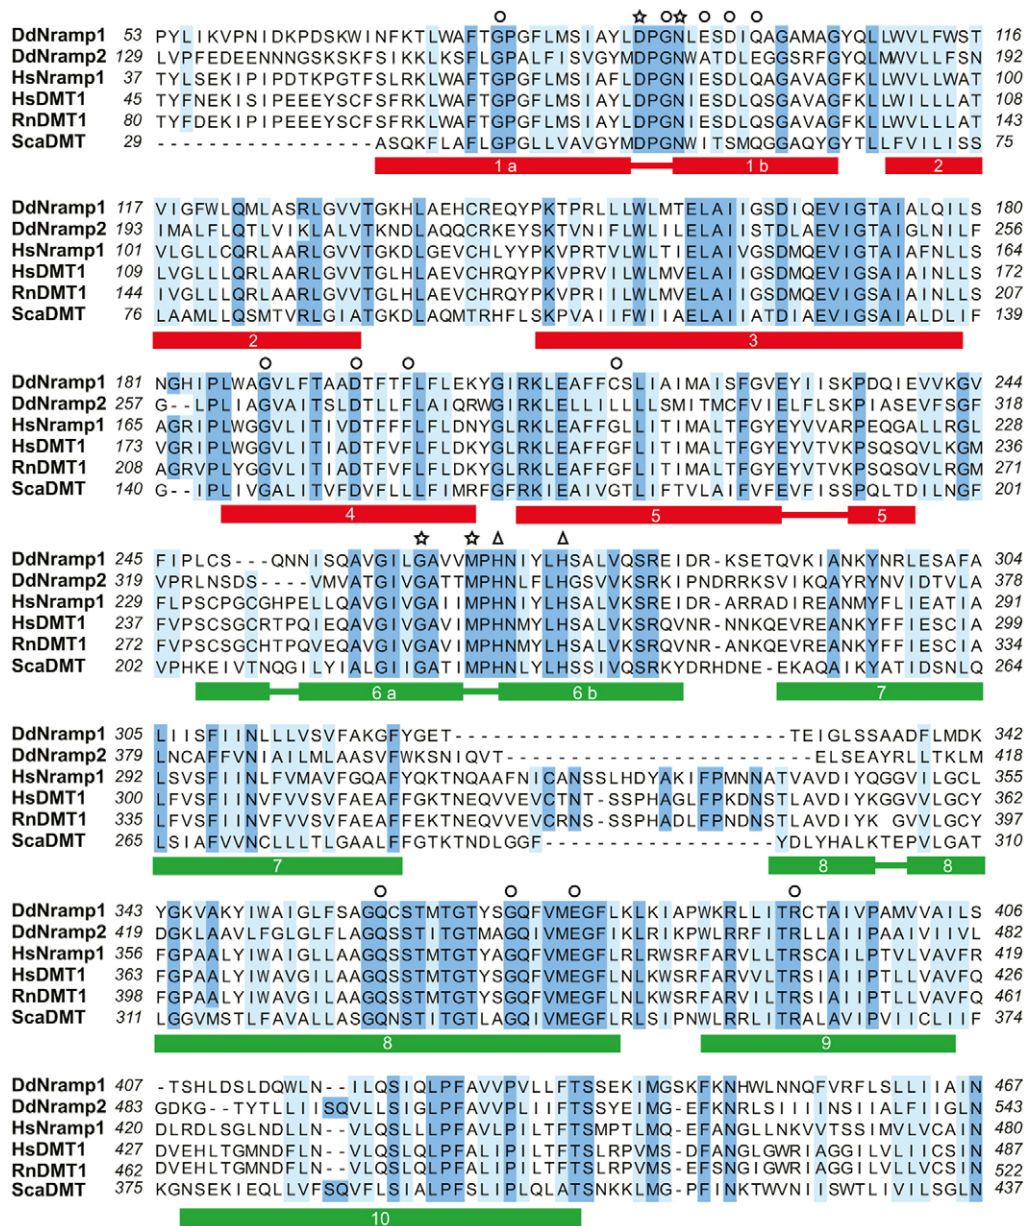 ○ ☆ ☆ ○ ○ ○
DdNramp1 53 PYLIKVPNIDKPDSKWINFKTLWAFTGPGFLMSIAYLDPGNLESDIQAGAMAGYQLLWVLFWST 116
DdNramp2 129 LVPFEDEENNNGSKSKFSIKKLKSFLGPALFISVGYMDPGNWATDLEGGSRFGYQLMWVLLFSN 192
HsNramp1 37 TYLSEKIPIPDTKPGTFSLRKLWAFTGPGFLMSIAFLDPGNIESDLQAGAVAGFKLLWVLLWAT 100
HsDMT1 45 TYFNEKISIPEEEYSCFSFRKLWAFTGPGFLMSIAYLDPGNIESDLQSGAVAGFKLLWILLLAT 108
RnDMT1 80 TYFDEKIPIPEEEYSCFSFRKLWAFTGPGFLMSIAYLDPGNIESDLQSGAVAGFKLLWVLLLAT 143
ScaDMT 29 -----------------ASQKFLAFLGPGLLVAVGYMDPGNWITSMQGGAQYGYTLLFVILISS 75
1 a 1 b 2
DdNramp1 117 VIGFWLQMLASRLGVVTGKHLAEHCREQYPKTPRLLLWLMTELAIIGSDIQEVIGTAIALQILS 180
DdNramp2 193 IMALFLQTLVIKLALVTKNDLAQQCRKEYSKTVNIFLWLILELAIISTDLAEVIGTAIGLNILF 256
HsNramp1 101 VLGLLCQRLAARLGVVTGKDLGEVCHLYYPKVPRTVLWLTIELAIVGSDMQEVIGTAIAFNLLS 164
HsDMT1 109 LVGLLLQRLAARLGVVTGLHLAEVCHRQYPKVPRVILWLMVELAIIGSDMQEVIGSAIAINLLS 172
RnDMT1 144 IVGLLLQRLAARLGVVTGLHLAEVCHRQYPKVPRIILWLMVELAIIGSDMQEVIGSAIAINLLS 207
ScaDMT 76 LAAMLLQSMTVRLGIATGKDLAQMTRHFLSKPVAIIFWIIAELAIIATDIAEVIGSAIALDLIF 139
2 3
○ ○ ○ ○
DdNramp1 181 NGHIPLWAGVLFTAADTFTFLFLEKYGIRKLEAFFCSLIAIMAISFGVEYIISKPDQIEVVKGV 244
DdNramp2 257 G--LPLIAGVAITSLDTLLFLAIQRWGIRKLELLILLLLSMITMCFVIELFLSKPIASEVFSGF 318
HsNramp1 165 AGRIPLWGGVLITIVDTFFFLFLDNYGLRKLEAFFGLLITIMALTFGYEYVVARPEQGALLRGL 228
HsDMT1 173 VGRIPLWGGVLITIADTFVFLFLDKYGLRKLEAFFGFLITIMALTFGYEYVTVKPSQSQVLKGM 236
RnDMT1 208 AGRVPLYGGVLITIADTFVFLFLDKYGLRKLEAFFGFLITIMALTFGYEYVTVKPSQSQVLRGM 271
ScaDMT 140 G--IPLIVGALITVFDVFLLLFIMRFGFRKIEAIVGTLIFTVLAIFVFEVFISSPQLTDILNGF 201
4 5 5
☆ ☆ △ △
DdNramp1 245 FIPLCS---QNNISQAVGILGAVVMPHNIYLHSALVQSREIDR-KSETQVKIANKYNRLESAFA 304
DdNramp2 319 VPRLNSDS----VMVATGIVGATTMPHNLFLHGSVVKSRKIPNDRRKSVIKQAYRYNVIDTVLA 378
HsNramp1 229 FLPSCPGCGHPELLQAVGIVGAIIMPHNIYLHSALVKSREIDR-ARRADIREANMYFLIEATIA 291
HsDMT1 237 FVPSCSGCRTPQIEQAVGIVGAVIMPHNMYLHSALVKSRQVNR-NNKQEVREANKYFFIESCIA 299
RnDMT1 272 FVPSCSGCHTPQIEQAVGIVGAVIMPHNMYLHSALVKSRQVNR-ANKQEVREANKYFFIESCIA 334
ScaDMT 202 VPHKEIVTNQGILYIALGIIGATIMPHNLYLHSSIVQSRKYDRHDNE-EKAQAIKYATIDSNLQ 264
6 a 6 b 7
DdNramp1 305 LIISFIINLLLVSVFAKGFYGET--------------------------TEIGLSSAADFLMDK 342
DdNramp2 379 LNCAFFVNIAILMLAASVFWKSNIQVT------------------------ELSEAYRLLTKLM 418
HsNramp1 292 LSVSFIINLFVMAVFGQAFYQKTNQAAFNICANSSLHDYAKIFPMNNATVAVDIYQGGVILGCL 355
HsDMT1 300 LFVSFIINVFVVSVFAEAFFGKTNEQVVEVCTNT-SSPHAGLFPKDNSTLAVDIYKGGVVLGCY 362
RnDMT1 335 LFVSFIINVFVVSVFAEAFFEKTNEQVVEVCRNS-SSPHADLFPNDNSTLAVDIYK GVVLGCY 397
ScaDMT 265 LSIAFVVNCLLLTLGAALFFGTKTNDLGGF------------------YDLYHALKTEPVLGAT 310
7 8 8
○ ○ ○ ○
DdNramp1 343 YGKVAKYIWAIGLFSAGQCSTMTGTYSGQFVMEGFLKLKIAPWKRLLITRCTAIVPAMVVAILS 406
DdNramp2 419 DGKLAAVLFGLGLFLAGQSSTITGTMAGQIVMEGFIKLRIKPWLRRFITRLLAIIPAAIVIIVL 482
HsNramp1 356 FGPAALYIWAIGLLAAGQSSTMTGTYAGQFVMEGFLRLRWSRFARVLLTRSCAILPTVLVAVFR 419
HsDMT1 363 FGPAALYIWAVGILAAGQSSTMTGTYSGQFVMEGFLNLKWSRFARVVLTRSIAIIPTLLVAVFQ 426
RnDMT1 398 FGPAALYIWAVGILAAGQSSTMTGTYSGQFVMEGFLNLKWSRFARVILTRSIAIIPTLLVAVFQ 461
ScaDMT 311 LGGVMSTLFAVALLASGQNSTITGTLAGQIVMEGFLRLSIPNWLRRLITRALAVIPVIICLIIF 374
8 9
DdNramp1 407 -TSHLDSLDQWLN--ILQSIQLPFAVVPVLLFTSSEKIMGSKFKNHWLNNQFVRFLSLLIIAIN 467
DdNramp2 483 GDKG--TYTLLIISQVLLSIGLPFAVVPLIIFTSSYEIMG-EFKNRLSIIIINSIIALFIIGLN 543
HsNramp1 420 DLRDLSGLNDLLN--VLQSLLLPFAVLPILTFTSMPTLMQ-EFANGLLNKVVTSSIMVLVCAIN 480
HsDMT1 427 DVEHLTGMNDFLN--VLQSLQLPFALIPILTFTSLRPVMS-DFANGLGWRIAGGILVLIICSIN 487
RnDMT1 462 DVEHLTGMNDFLN--VLQSLQLPFALIPILTFTSLRPVMS-EFSNGIGWRIAGGILVLLVCSIN 522
ScaDMT 375 KGNSEKIEQLLVFSQVFLSIALPFSLIPLQLATSNKKLMG-PFINKTWVNIISWTLIVILSGLN 437
10